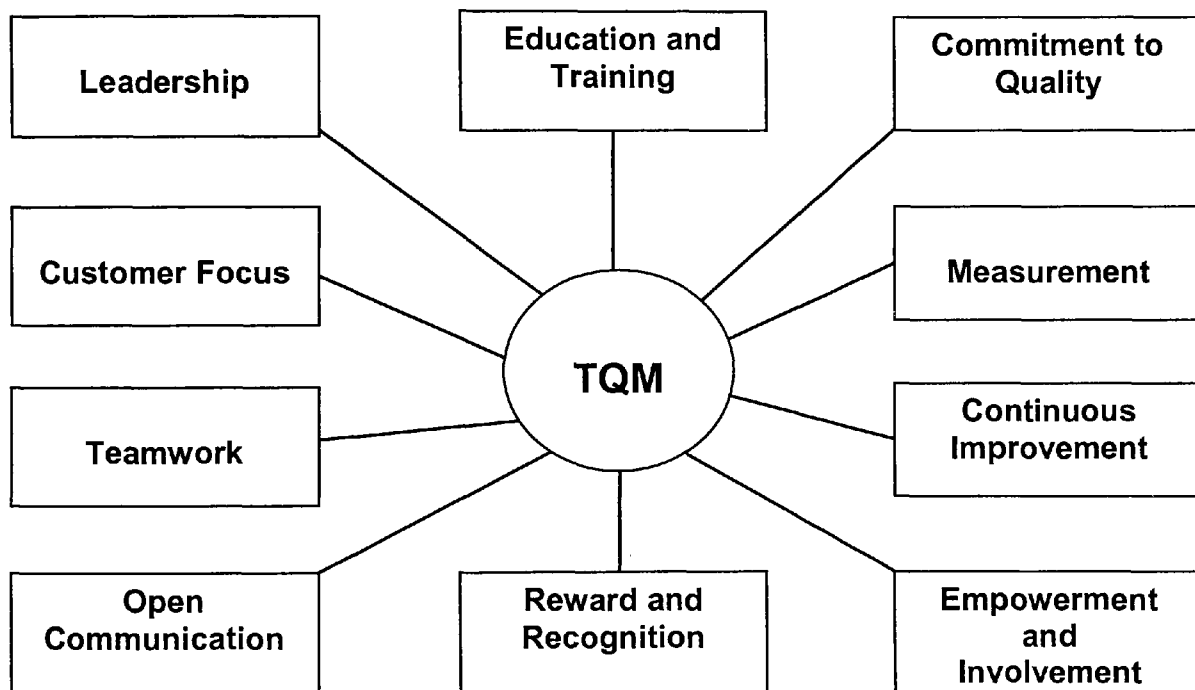 Leadership
Education and
Training
Commitment to
Quality
Customer Focus
Measurement
TQM
Teamwork
Continuous
Improvement
Open
Communication
Reward and
Recognition
Empowerment
and
Involvement